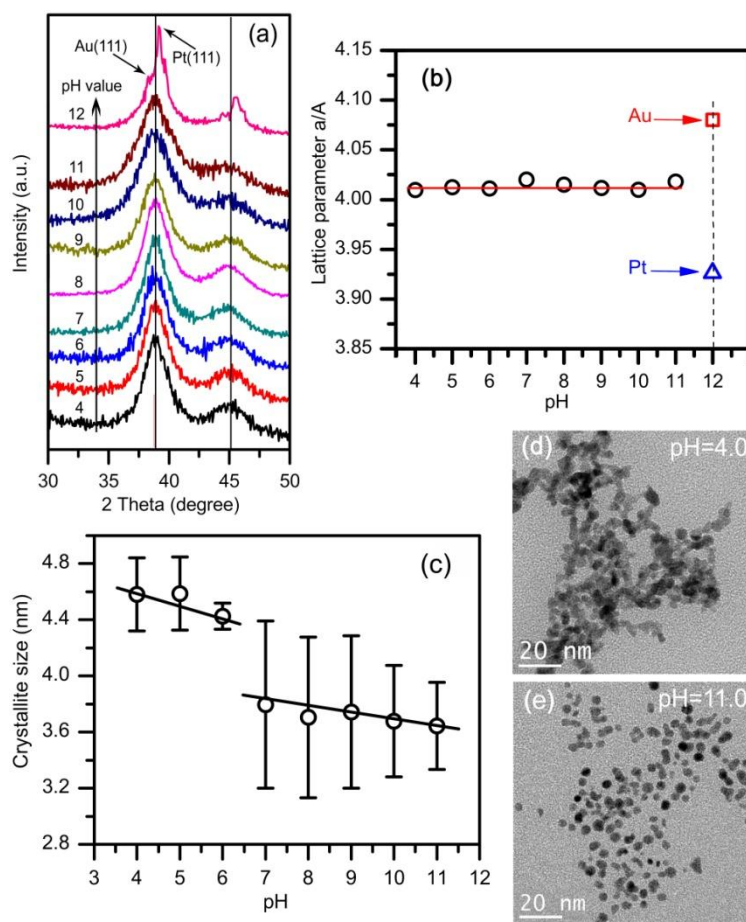 (a)
Au(111)
Pt(111)
pH value
12
11
10
9
8
7
6
5
4
Intensity (a.u.)
30 35 40 45 50
2 Theta (degree)
(b)
4.15
4.10
4.05
4.00
3.95
3.90
3.85
Lattice parameter a/A
Au
Pt
4 5 6 7 8 9 10 11 12
pH
(c)
4.8
4.4
4.0
3.6
3.2
2.8
Crystallite size (nm)
3 4 5 6 7 8 9 10 11 12
pH
(d) pH=4.0
20 nm
(e) pH=11.0
20 nm